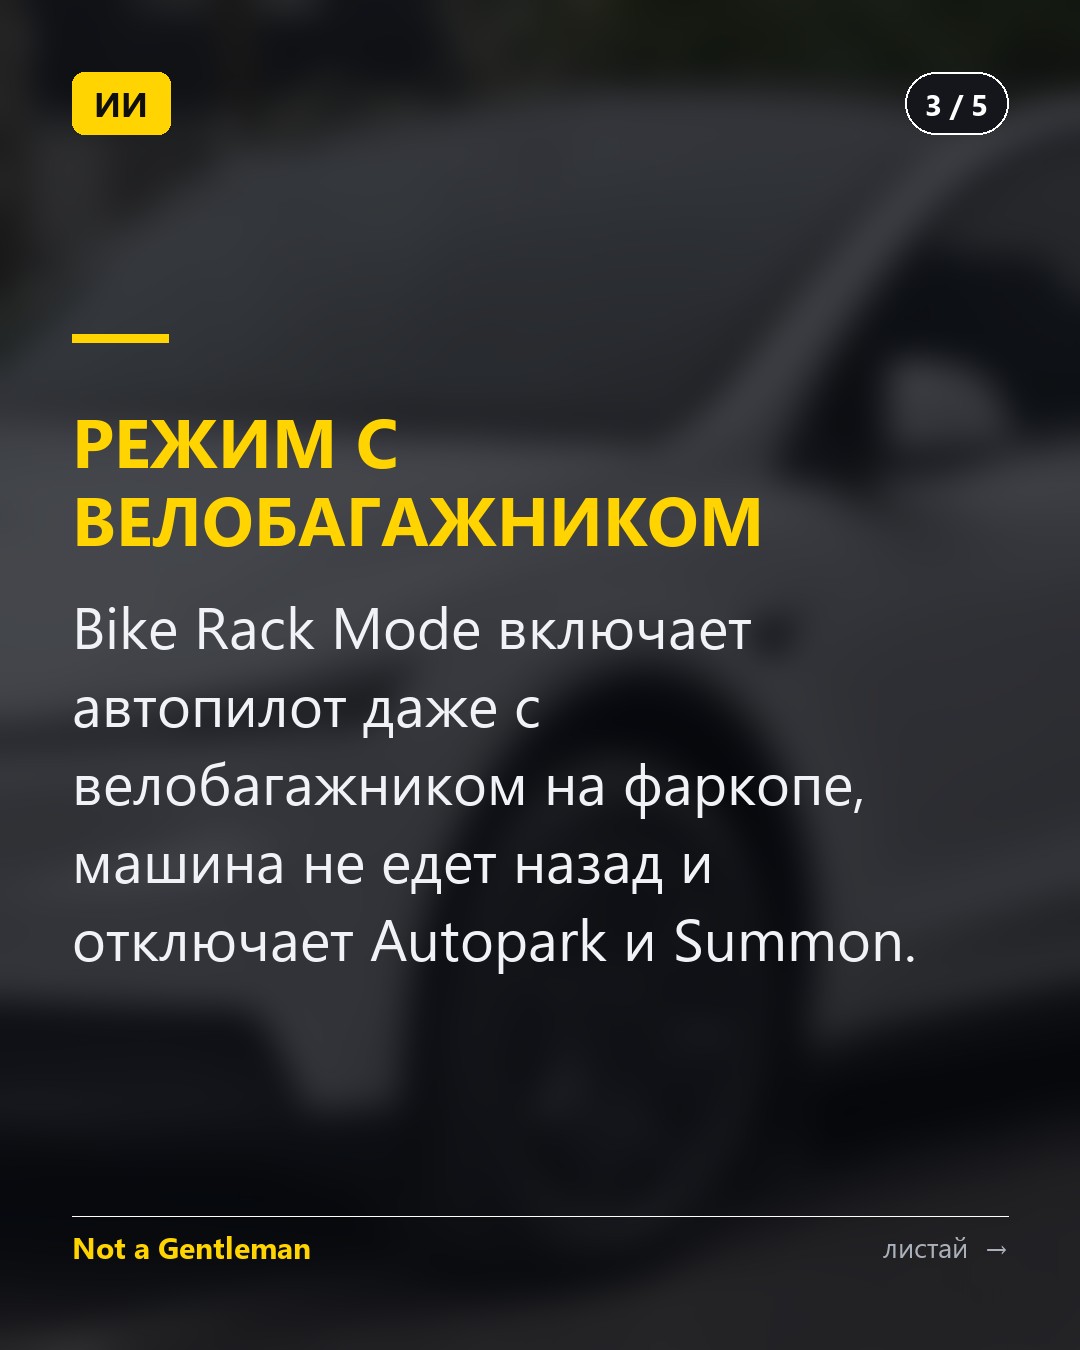 ИИ
3 / 5
РЕЖИМ С
ВЕЛОБАГАЖНИКОМ
Bike Rack Mode включает
автопилот даже с
велобагажником на фаркопе,
машина не едет назад и
отключает Autopark и Summon.
Not a Gentleman
листай →